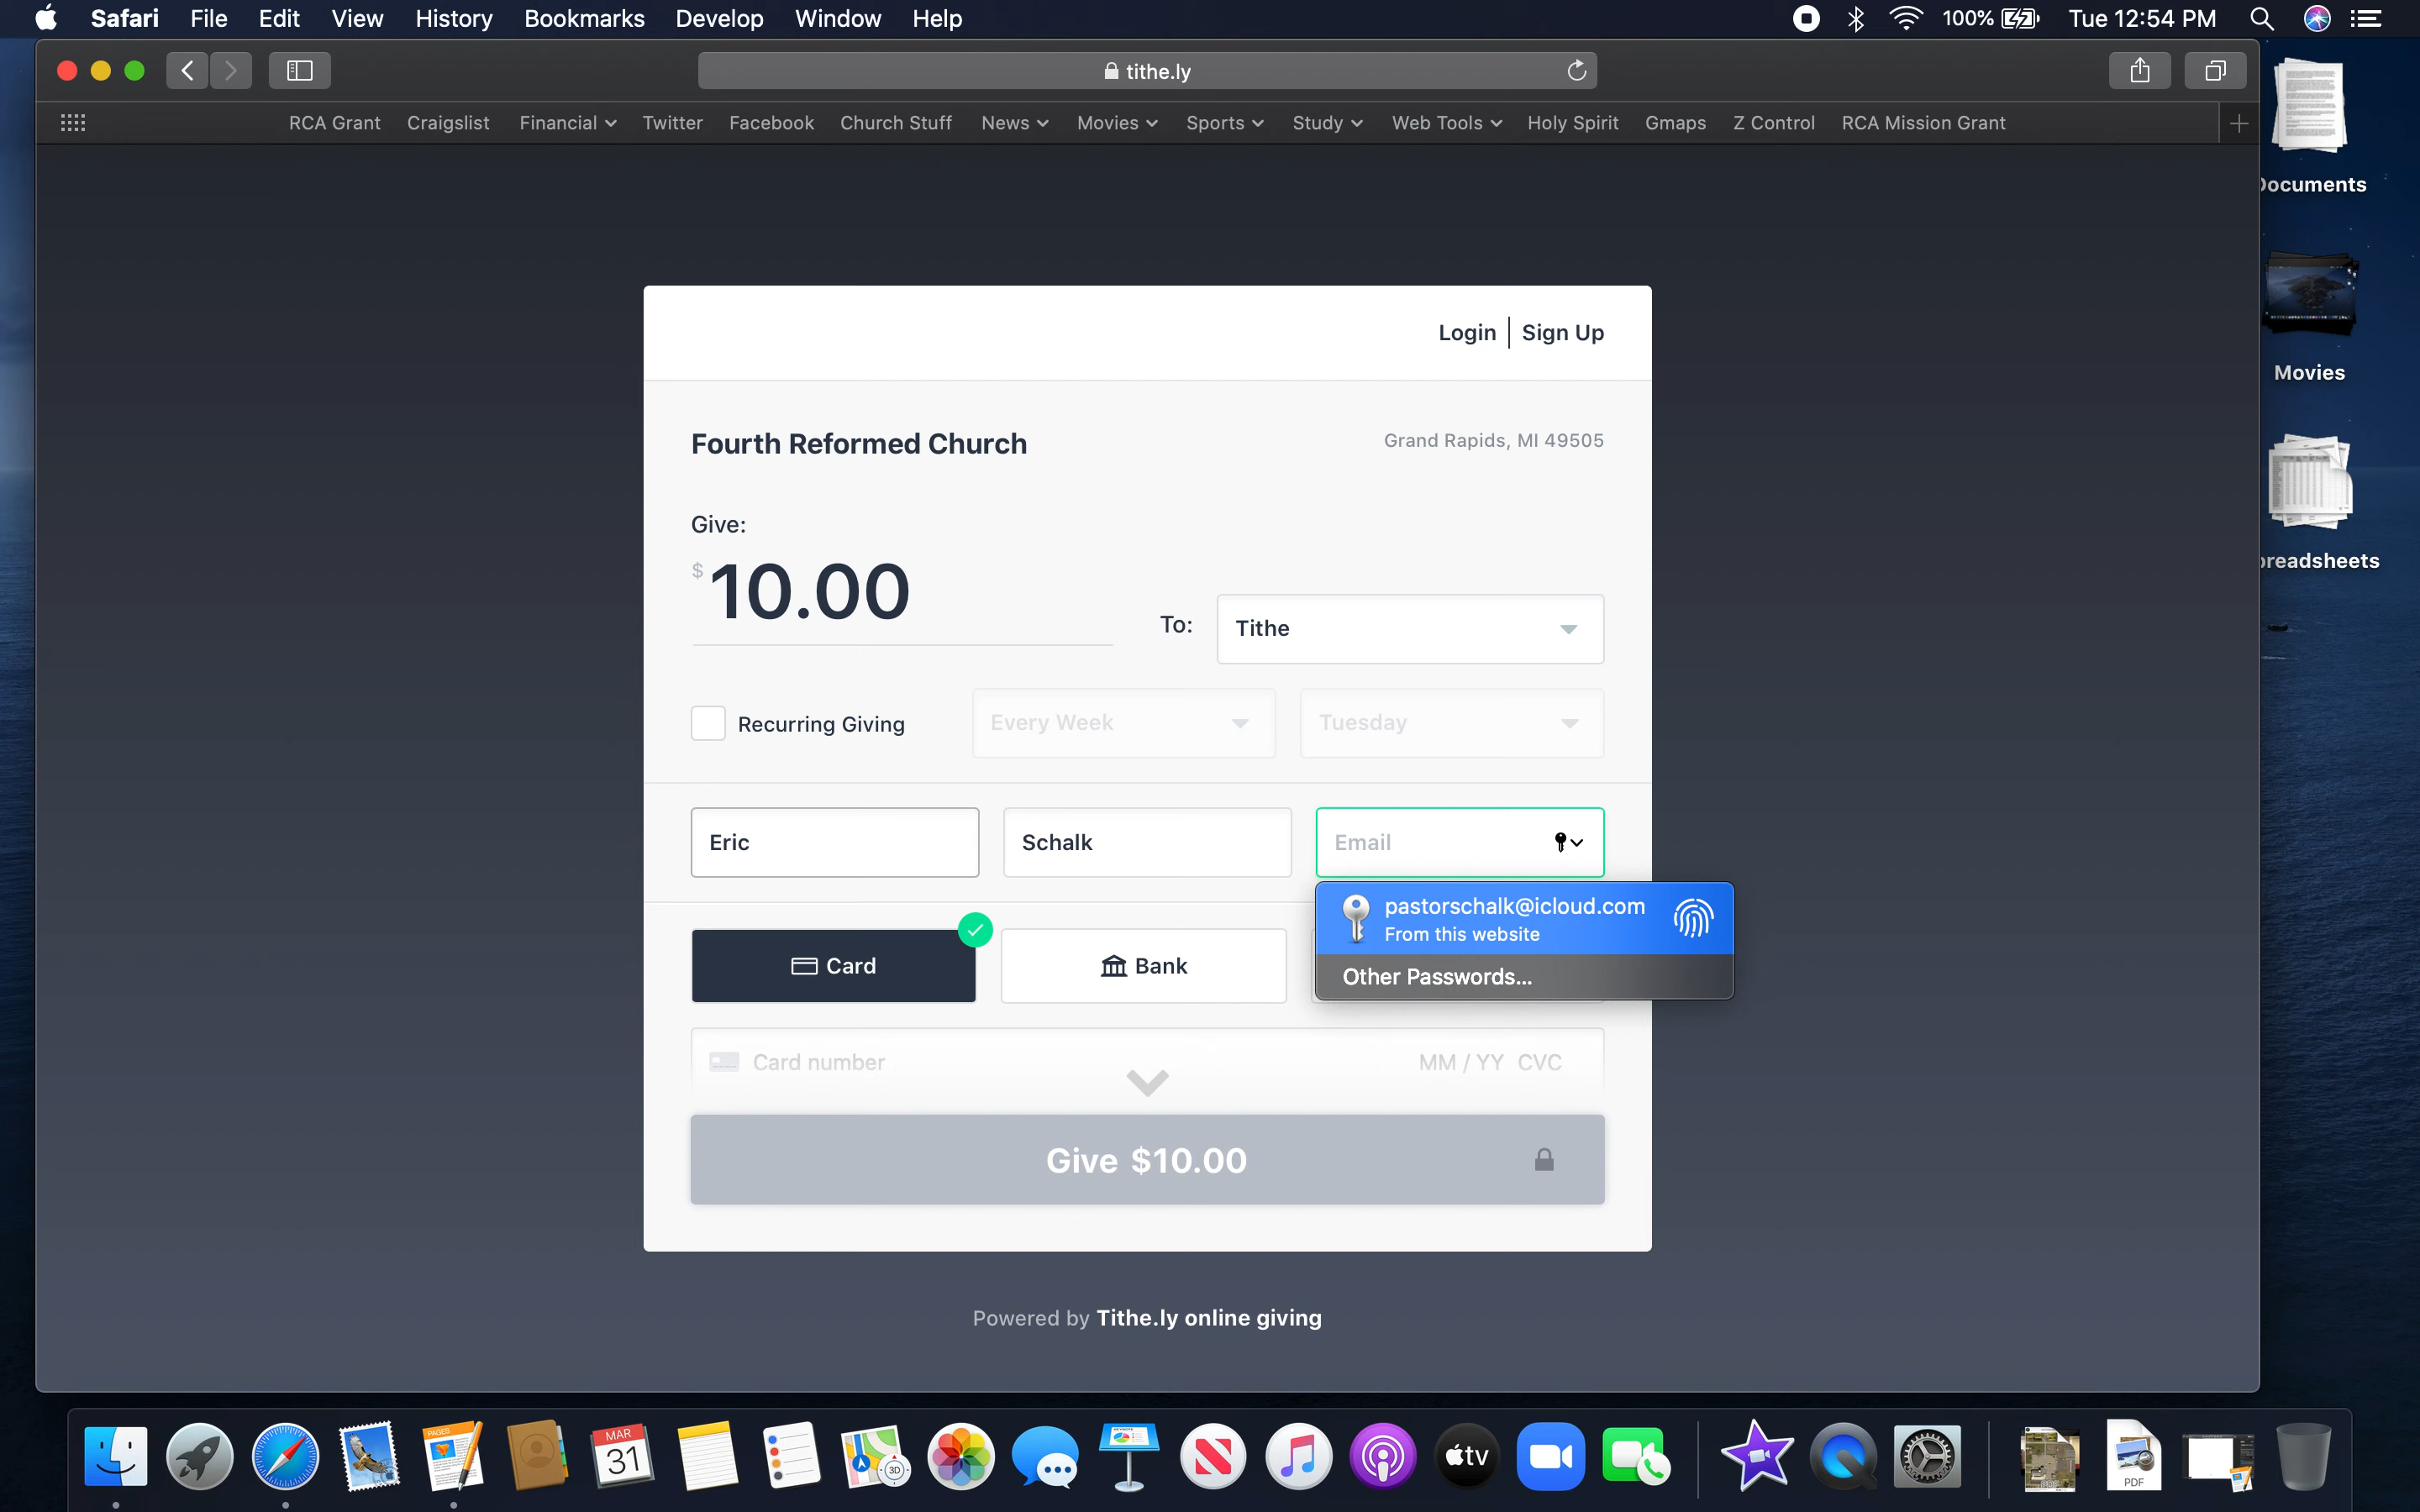 Safari File Edit View History Bookmarks Develop Window Help 100% Tue 12:54 PM
tithe.ly
RCA Grant Craigslist Financial Twitter Facebook Church Stuff News Movies Sports Study Web Tools Holy Spirit Gmaps Z Control RCA Mission Grant
Documents
Movies
preadsheets
Login Sign Up
Fourth Reformed Church Grand Rapids, MI 49505
Give:
$ 10.00
To: Tithe
Recurring Giving Every Week Tuesday
Eric Schalk Email
pastorschalk@icloud.com
From this website
Other Passwords...
Card Bank
Card number MM / YY CVC
Give $10.00
Powered by Tithe.ly online giving
PAGES
MAR
31
3D
tv
PDF